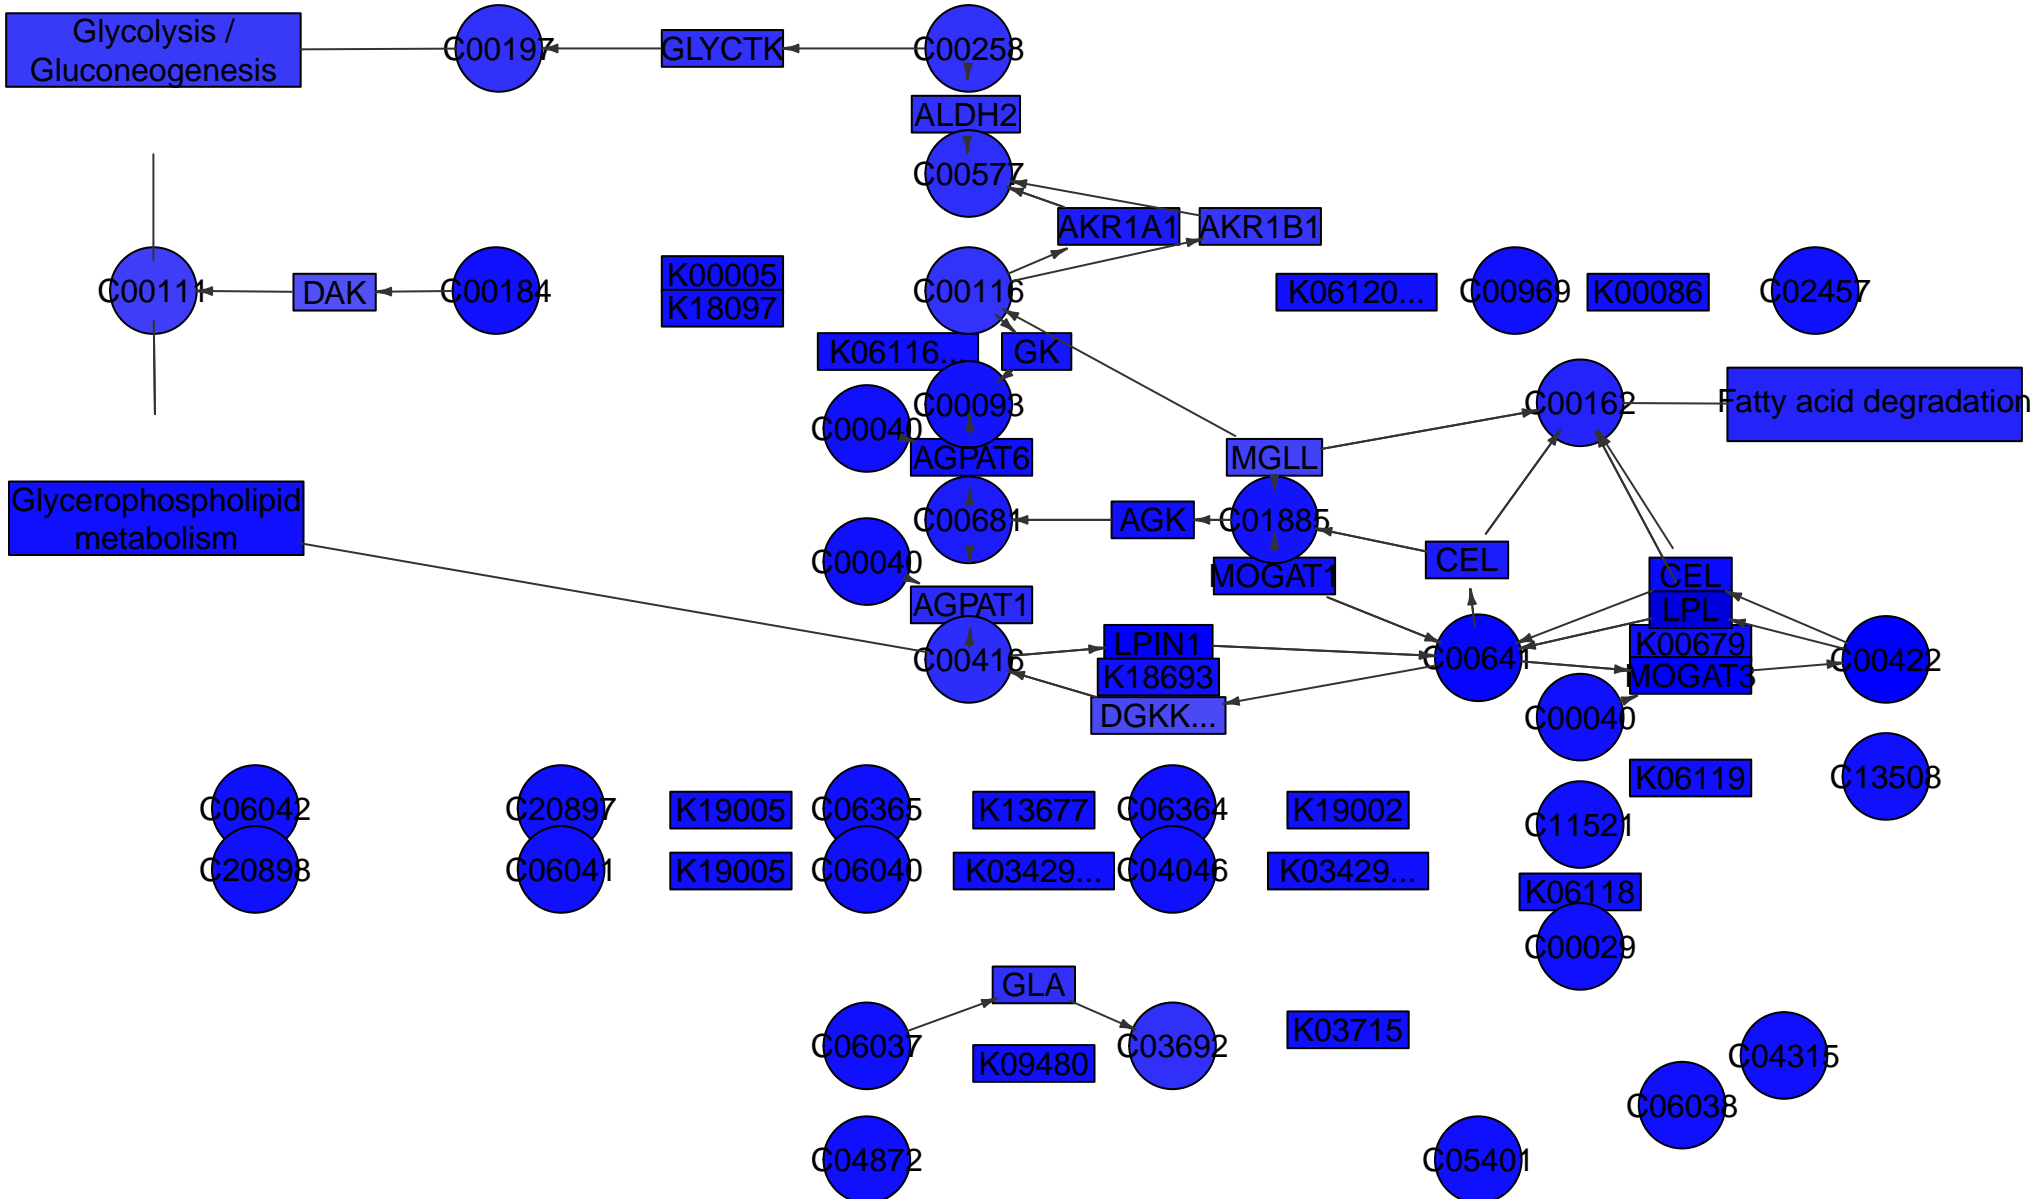 Glycolysis /
Gluconeogenesis
C00197
GLYCTK
C00258
ALDH2
C00577
AKR1A1
AKR1B1
C00111
DAK
C00184
K00005
K18097
C00116
K06120...
C00969
K00086
C02457
K06116...
GK
C00093
C00040
AGPAT6
MGLL
C00162
Fatty acid degradation
Glycerophospholipid
metabolism
C00681
AGK
C01885
C00040
MOGAT1
CEL
CEL
LPL
AGPAT1
C00416
LPIN1
K18693
DGKK...
C00641
K00679
MOGAT3
C00422
C00040
K06119
C13508
C06042
C20897
K19005
C06365
K13677
C06364
K19002
C11521
C20898
C06041
K19005
C06040
K03429...
C04046
K03429...
K06118
C00029
GLA
C06037
C03692
K03715
K09480
C04315
C06038
C04872
C05401